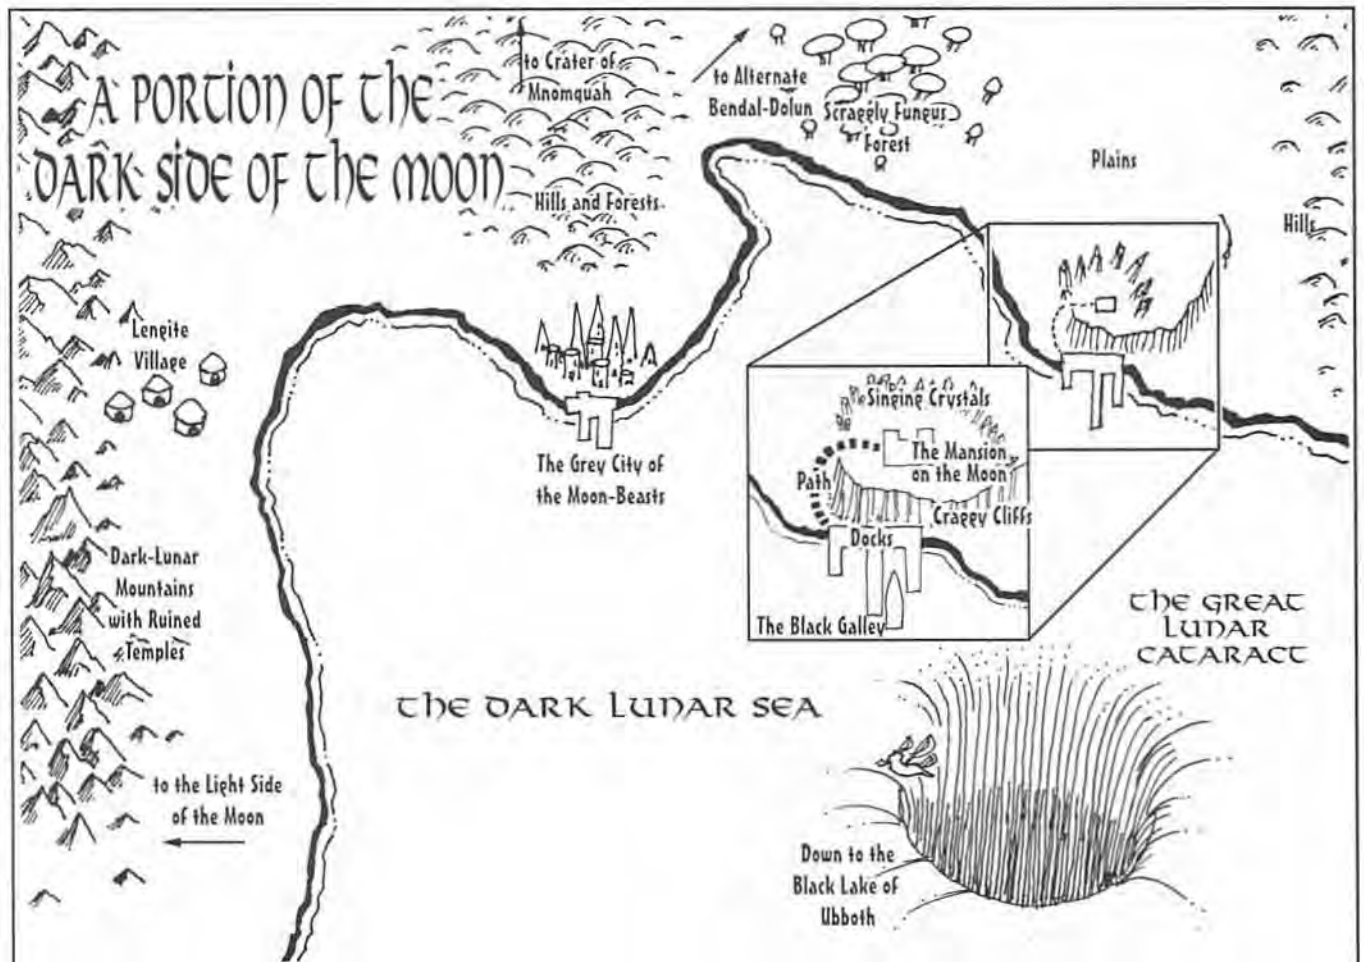 A PORTION OF THE
DARK SIDE OF THE MOON
to Crater of
Mnomquah
to Alternate
Bendal-Dolun
Scraggly Fungus
Forest
Plains
Hills and Forests
Hills
Lengite
Village
The Grey City of
the Moon-Beasts
Singing Crystals
The Mansion
on the Moon
Path
Craggy Cliffs
Docks
The Black Galley
Dark-Lunar
Mountains
with Ruined
Temples
THE GREAT
LUNAR
CATARACT
THE DARK LUNAR SEA
to the Light Side
of the Moon
Down to the
Black Lake of
Ubboth